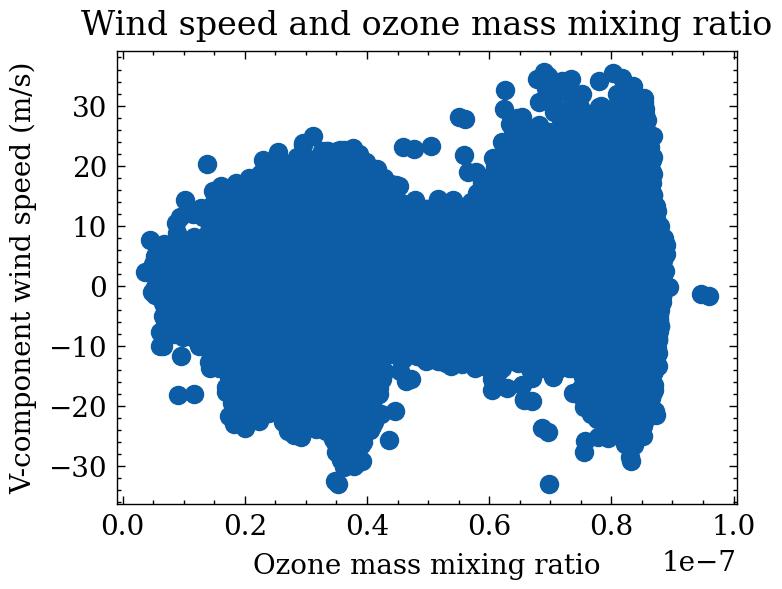 Wind speed and ozone mass mixing ratio
V-component wind speed (m/s)
30
20
10
0
−10
−20
−30
0.0 0.2 0.4 0.6 0.8 1.0
1e−7
Ozone mass mixing ratio